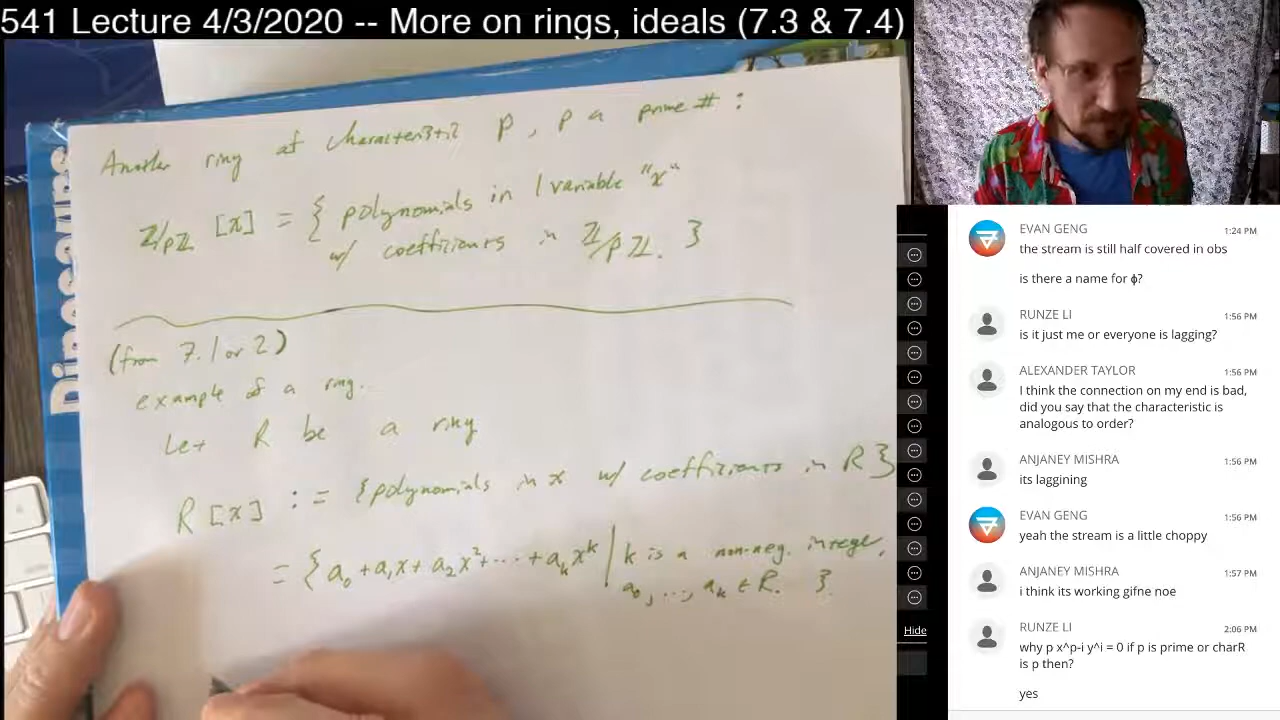 541 Lecture 4/3/2020 -- More on rings, ideals (7.3 & 7.4)
Another ring of characteristic p, p a prime # :
Z/pZ [x] = { polynomials in 1 variable "x"
w/ coefficients in Z/pZ. }
(from 7.1 or 2)
example of a ring.
Let R be a ring
R[x] := {polynomials in x w/ coefficients in R}
= { a₀ + a₁x + a₂x² + ··· + aₖxᵏ | k is a non-neg. integer,
a₀, ..., aₖ ∈ R. }
EVAN GENG 1:24 PM
the stream is still half covered in obs
is there a name for ϕ?
RUNZE LI 1:56 PM
is it just me or everyone is lagging?
ALEXANDER TAYLOR 1:56 PM
I think the connection on my end is bad,
did you say that the characteristic is
analogous to order?
ANJANEY MISHRA 1:56 PM
its laggining
EVAN GENG 1:56 PM
yeah the stream is a little choppy
ANJANEY MISHRA 1:57 PM
i think its working gifne noe
Hide
RUNZE LI 2:06 PM
why p x^p-i y^i = 0 if p is prime or charR
is p then?
yes